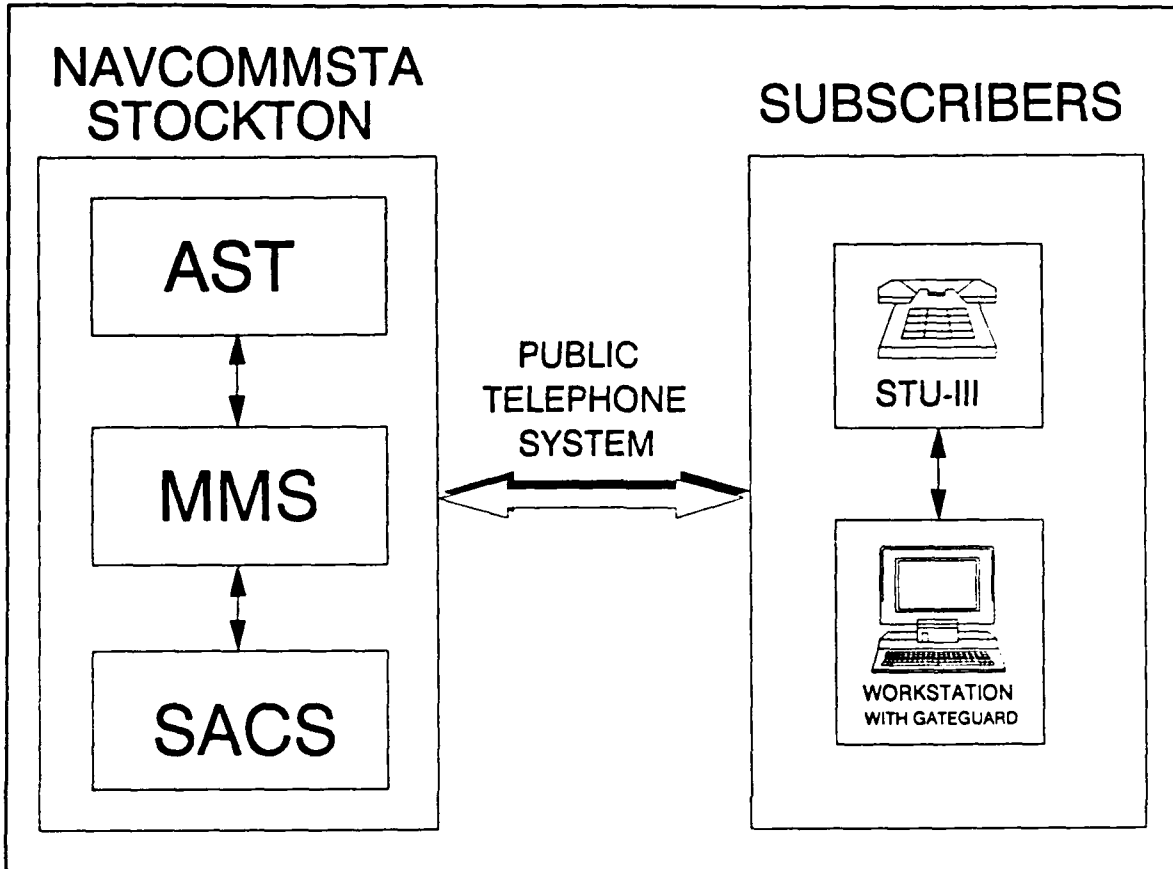 NAVCOMMSTA
STOCKTON
AST
MMS
SACS
PUBLIC
TELEPHONE
SYSTEM
SUBSCRIBERS
STU-III
WORKSTATION
WITH GATEGUARD